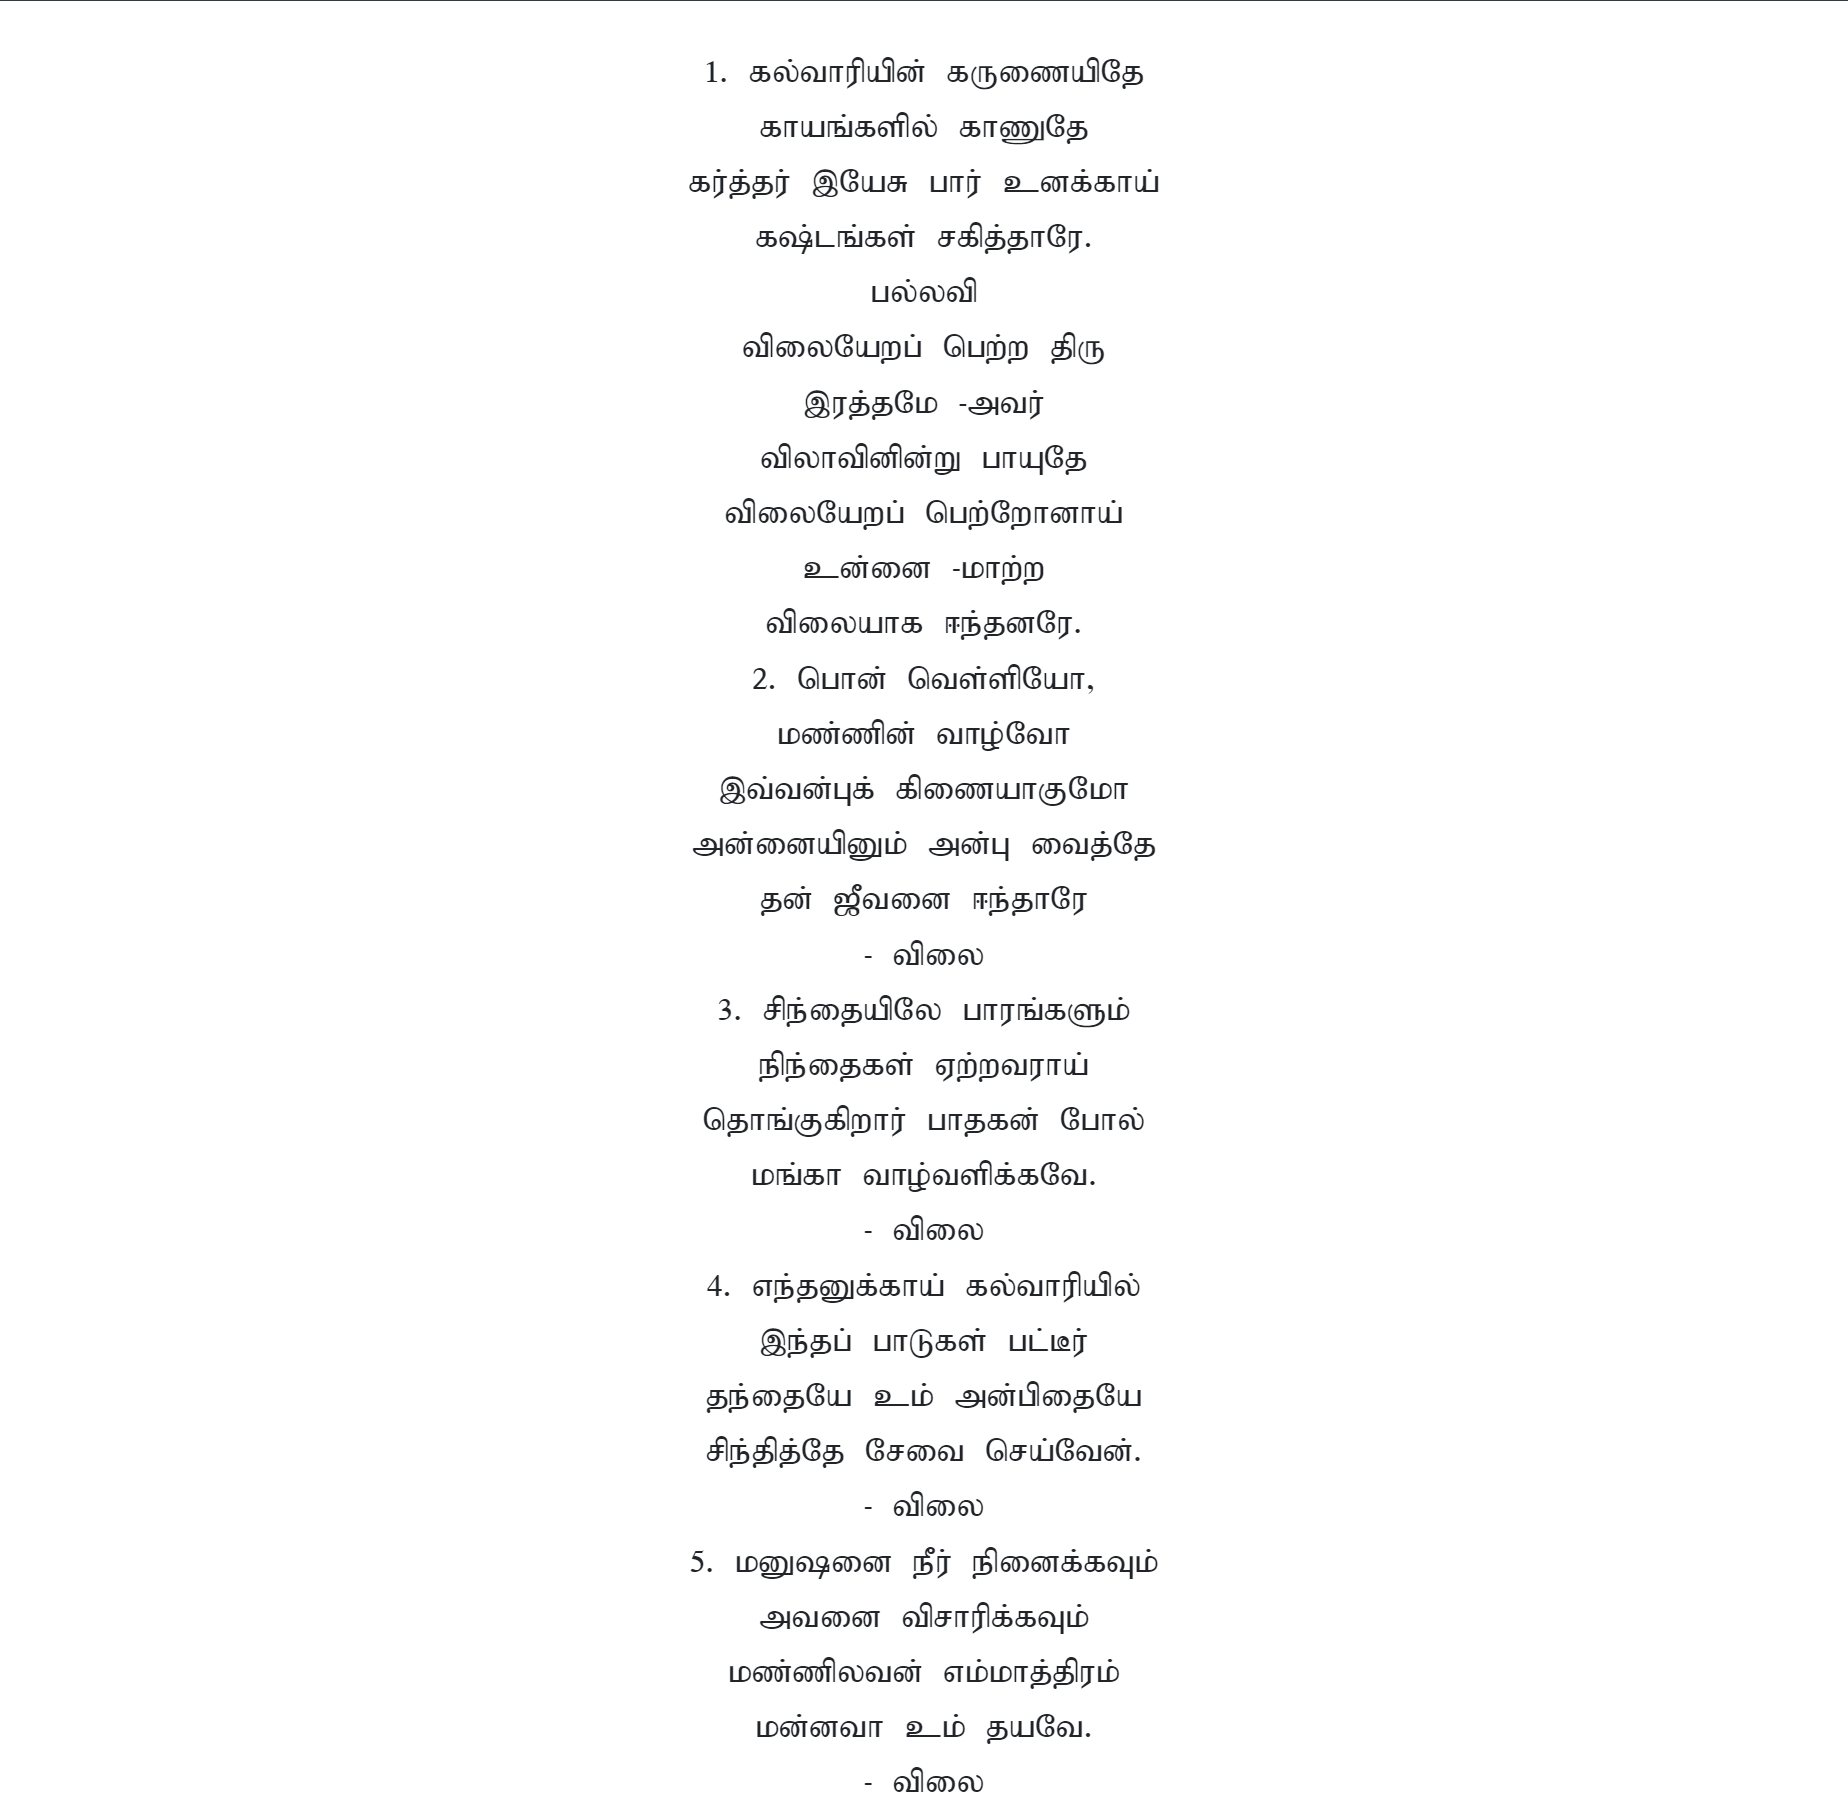 1. கல்வாரியின் கருணையிதே
காயங்களில் காணுதே
கர்த்தர் இயேசு பார் உனக்காய்
கஷ்டங்கள் சகித்தாரே.
பல்லவி
விலையேறப் பெற்ற திரு
இரத்தமே -அவர்
விலாவினின்று பாயுதே
விலையேறப் பெற்றோனாய்
உன்னை -மாற்ற
விலையாக ஈந்தனரே.
2. பொன் வெள்ளியோ,
மண்ணின் வாழ்வோ
இவ்வன்புக் கிணையாகுமோ
அன்னையினும் அன்பு வைத்தே
தன் ஜீவனை ஈந்தாரே
- விலை
3. சிந்தையிலே பாரங்களும்
நிந்தைகள் ஏற்றவராய்
தொங்குகிறார் பாதகன் போல்
மங்கா வாழ்வளிக்கவே.
- விலை
4. எந்தனுக்காய் கல்வாரியில்
இந்தப் பாடுகள் பட்டீர்
தந்தையே உம் அன்பிதையே
சிந்தித்தே சேவை செய்வேன்.
- விலை
5. மனுஷனை நீர் நினைக்கவும்
அவனை விசாரிக்கவும்
மண்ணிலவன் எம்மாத்திரம்
மன்னவா உம் தயவே.
- விலை